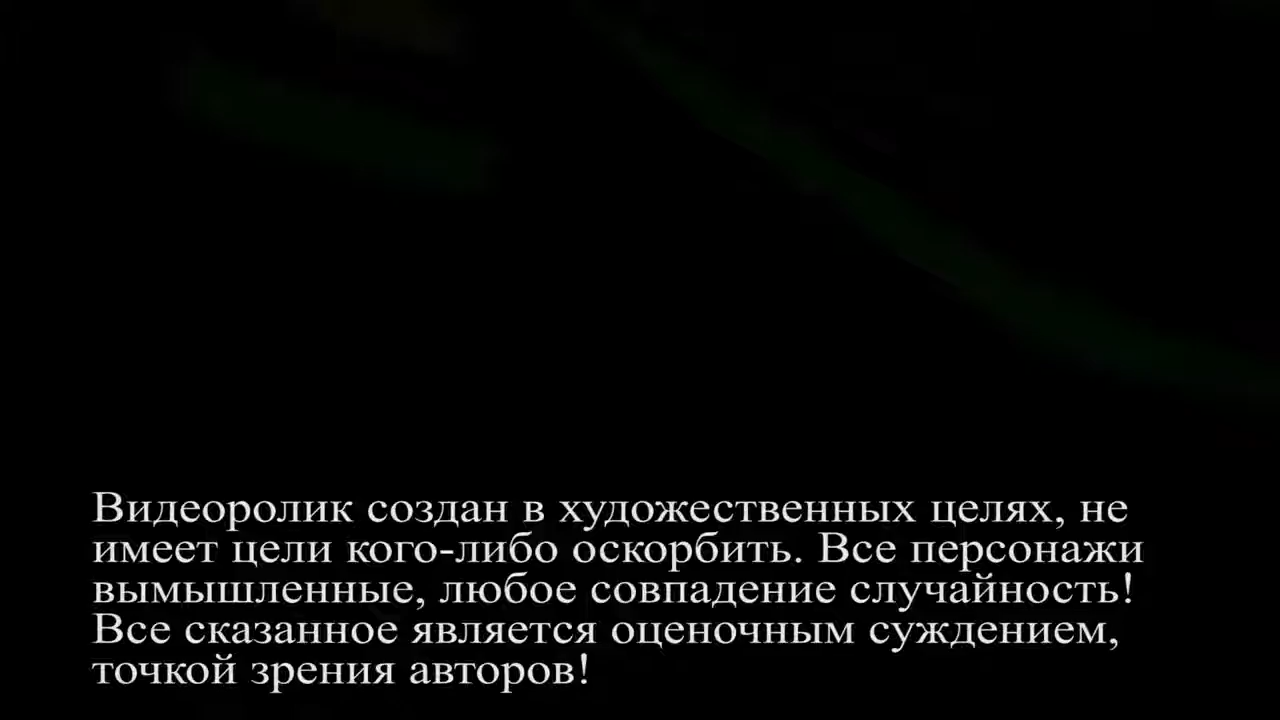 Видеоролик создан в художественных целях, не
имеет цели кого-либо оскорбить. Все персонажи
вымышленные, любое совпадение случайность!
Все сказанное является оценочным суждением,
точкой зрения авторов!